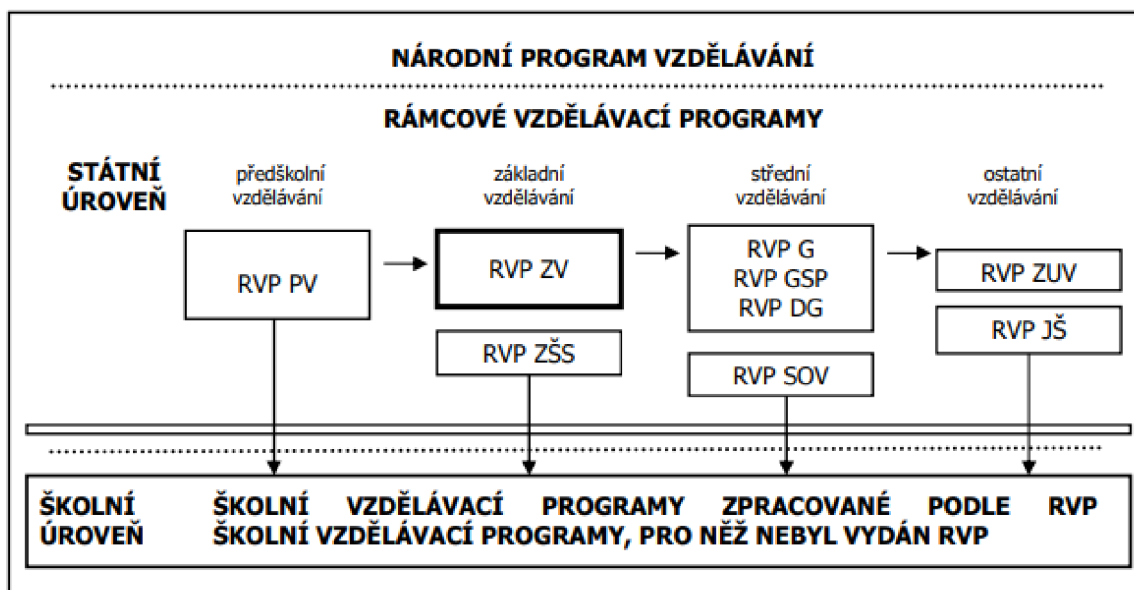 NÁRODNÍ PROGRAM VZDĚLÁVÁNÍ
RÁMCOVÉ VZDĚLÁVACÍ PROGRAMY
STÁTNÍ
ÚROVEŇ
předškolní
vzdělávání
základní
vzdělávání
střední
vzdělávání
ostatní
vzdělávání
RVP PV
RVP ZV
RVP ZŠS
RVP G
RVP GSP
RVP DG
RVP SOV
RVP ZUV
RVP JŠ
ŠKOLNÍ
ÚROVEŇ
ŠKOLNÍ VZDĚLÁVACÍ PROGRAMY ZPRACOVANÉ PODLE RVP
ŠKOLNÍ VZDĚLÁVACÍ PROGRAMY, PRO NĚŽ NEBYL VYDÁN RVP